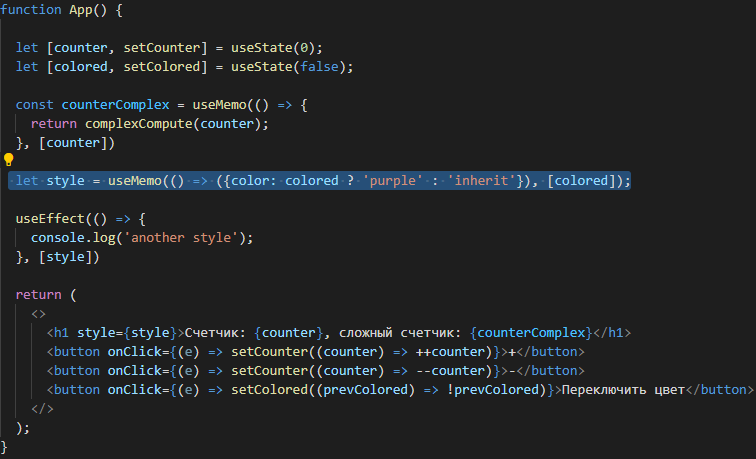 function App() {
let [counter, setCounter] = useState(0);
let [colored, setColored] = useState(false);
const counterComplex = useMemo(() => {
return complexCompute(counter);
}, [counter])
let style = useMemo(() => ({color: colored ? 'purple' : 'inherit'}), [colored]);
useEffect(() => {
console.log('another style');
}, [style])
return (
<>
<h1 style={style}>Счетчик: {counter}, сложный счетчик: {counterComplex}</h1>
<button onClick={(e) => setCounter((counter) => ++counter)}>+</button>
<button onClick={(e) => setCounter((counter) => --counter)}>-</button>
<button onClick={(e) => setColored((prevColored) => !prevColored)}>Переключить цвет</button>
</>
);
}